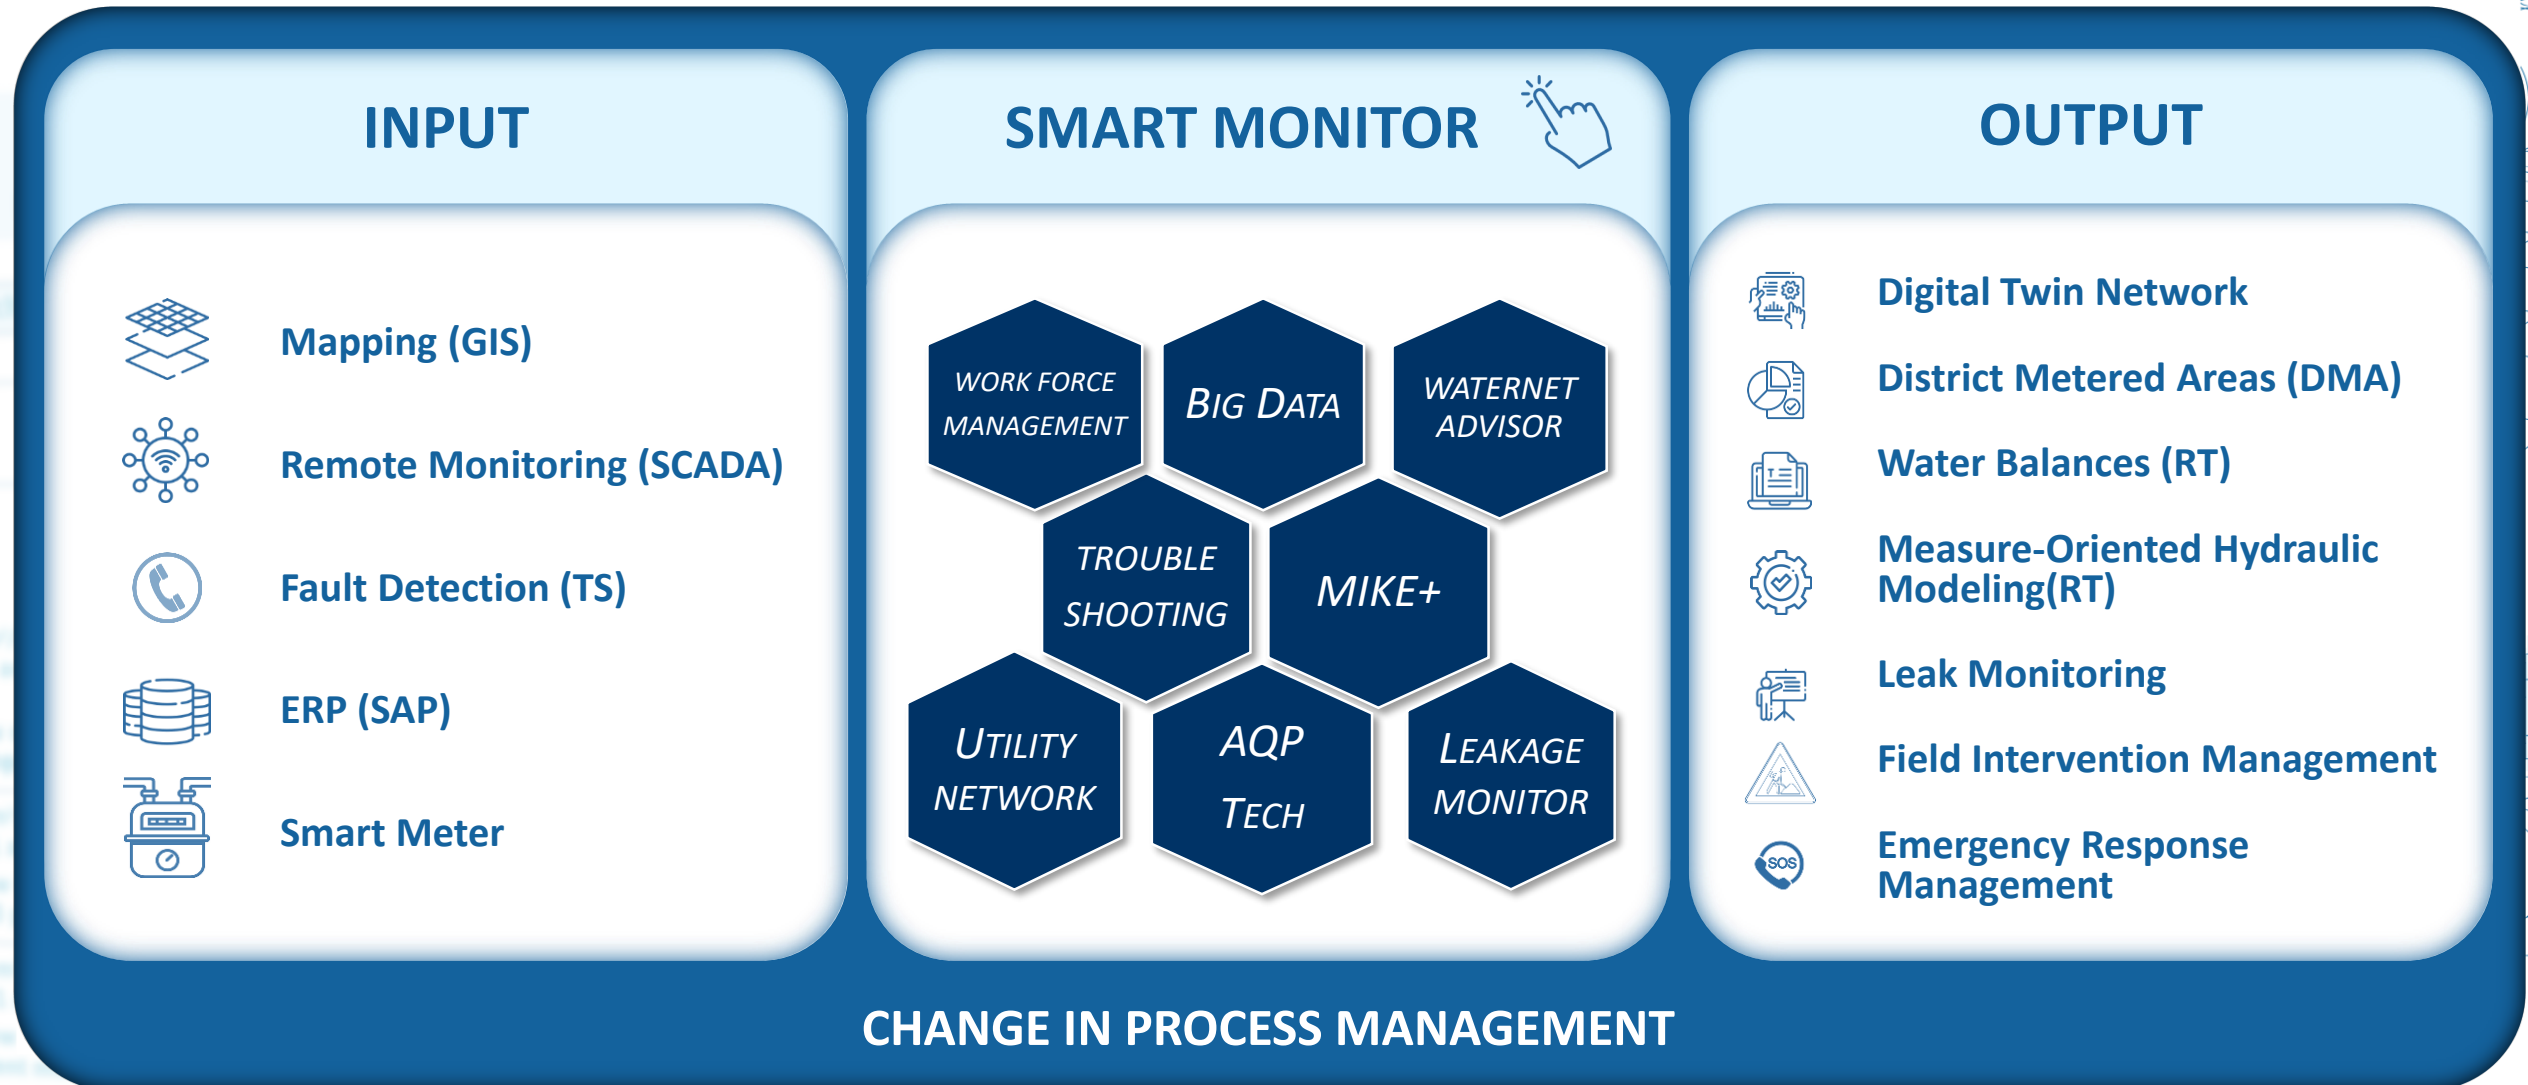 INPUT
Mapping (GIS)
Remote Monitoring (SCADA)
Fault Detection (TS)
ERP (SAP)
Smart Meter
SMART MONITOR
WORK FORCE
MANAGEMENT
BIG DATA
WATERNET
ADVISOR
TROUBLE
SHOOTING
MIKE+
UTILITY
NETWORK
AQP
TECH
LEAKAGE
MONITOR
OUTPUT
Digital Twin Network
District Metered Areas (DMA)
Water Balances (RT)
Measure-Oriented Hydraulic
Modeling(RT)
Leak Monitoring
Field Intervention Management
SOS
Emergency Response
Management
CHANGE IN PROCESS MANAGEMENT